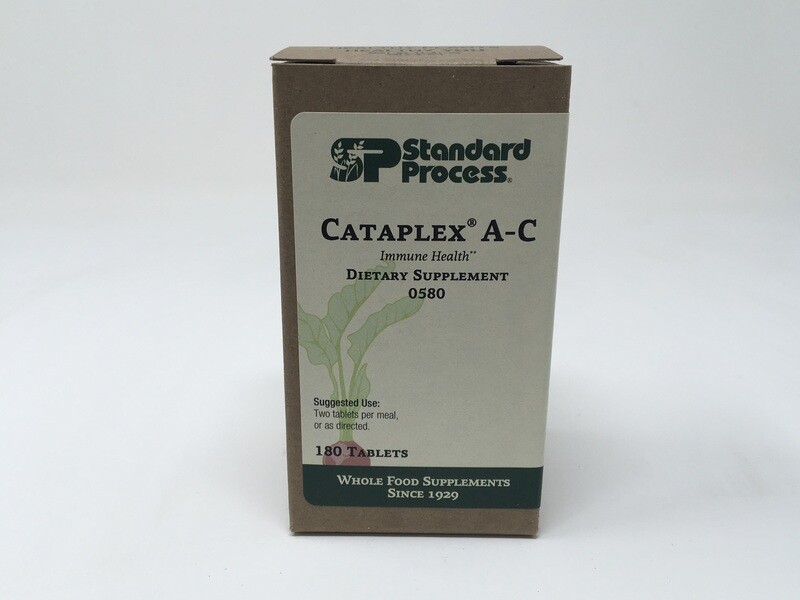 Standard
Process®
CATAPLEX® A-C
Immune Health**
DIETARY SUPPLEMENT
0580
Suggested Use:
Two tablets per meal,
or as directed.
180 TABLETS
WHOLE FOOD SUPPLEMENTS
SINCE 1929